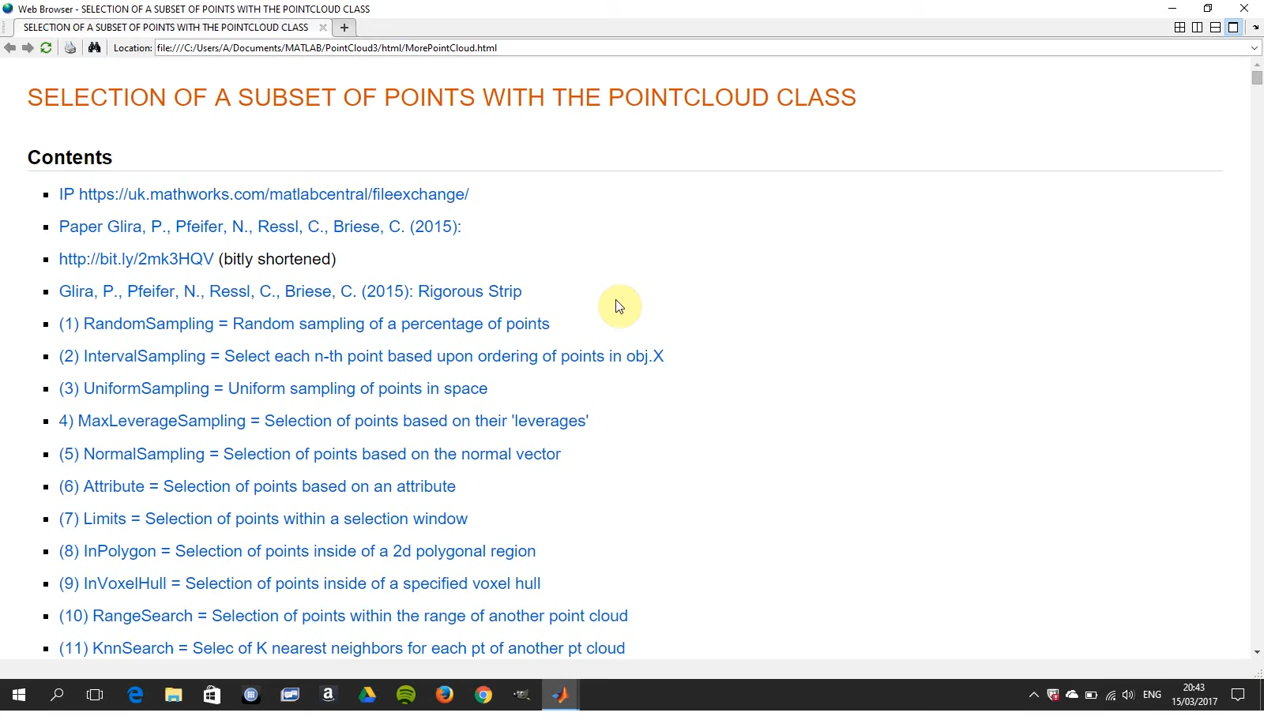 Web Browser - SELECTION OF A SUBSET OF POINTS WITH THE POINTCLOUD CLASS
SELECTION OF A SUBSET OF POINTS WITH THE POINTCLOUD CLASS
Location: file:///C:/Users/A/Documents/MATLAB/PointCloud3/html/MorePointCloud.html
SELECTION OF A SUBSET OF POINTS WITH THE POINTCLOUD CLASS
Contents
IP https://uk.mathworks.com/matlabcentral/fileexchange/
Paper Glira, P., Pfeifer, N., Ressl, C., Briese, C. (2015):
http://bit.ly/2mk3HQV (bitly shortened)
Glira, P., Pfeifer, N., Ressl, C., Briese, C. (2015): Rigorous Strip
(1) RandomSampling = Random sampling of a percentage of points
(2) IntervalSampling = Select each n-th point based upon ordering of points in obj.X
(3) UniformSampling = Uniform sampling of points in space
4) MaxLeverageSampling = Selection of points based on their 'leverages'
(5) NormalSampling = Selection of points based on the normal vector
(6) Attribute = Selection of points based on an attribute
(7) Limits = Selection of points within a selection window
(8) InPolygon = Selection of points inside of a 2d polygonal region
(9) InVoxelHull = Selection of points inside of a specified voxel hull
(10) RangeSearch = Selection of points within the range of another point cloud
(11) KnnSearch = Selec of K nearest neighbors for each pt of another pt cloud
ENG
20:43
15/03/2017